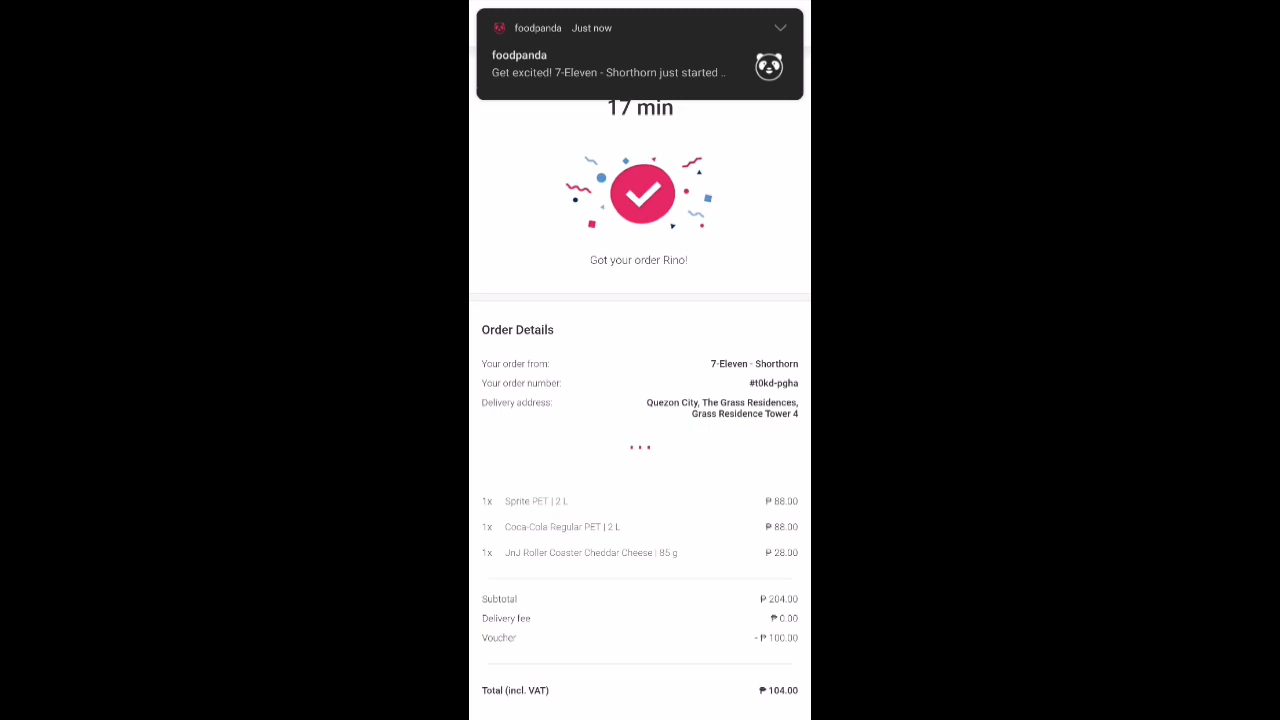 foodpanda Just now
foodpanda
Get excited! 7-Eleven - Shorthorn just started ..
17 min
Got your order Rino!
Order Details
Your order from: 7-Eleven - Shorthorn
Your order number: #t0kd-pgha
Delivery address: Quezon City, The Grass Residences,
Grass Residence Tower 4
1x Sprite PET | 2 L ₱ 88.00
1x Coca-Cola Regular PET | 2 L ₱ 88.00
1x JnJ Roller Coaster Cheddar Cheese | 85 g ₱ 28.00
Subtotal ₱ 204.00
Delivery fee ₱ 0.00
Voucher - ₱ 100.00
Total (incl. VAT) ₱ 104.00